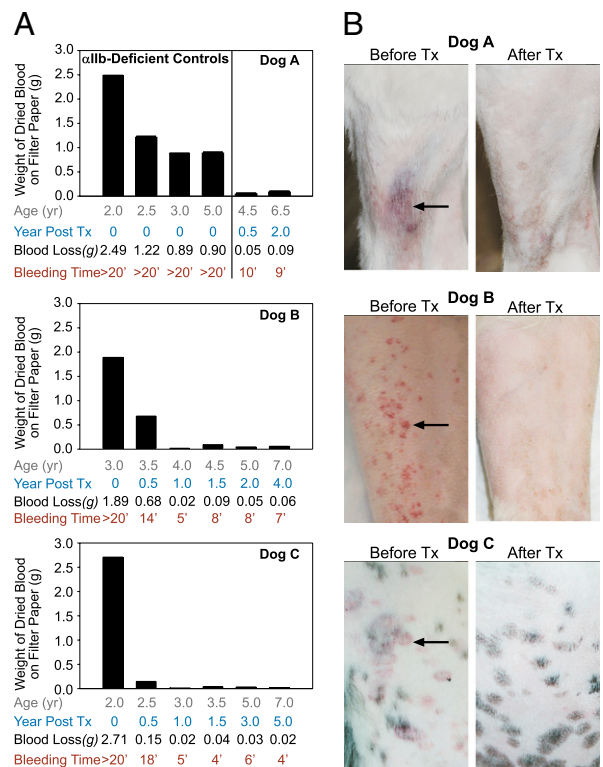 A
Weight of Dried Blood
on Filter Paper (g)
3.0
2.5
2.0
1.5
1.0
0.5
0.0
αIIb-Deficient Controls
Dog A
Age (yr) 2.0 2.5 3.0 5.0 4.5 6.5
Year Post Tx 0 0 0 0 0.5 2.0
Blood Loss(g) 2.49 1.22 0.89 0.90 0.05 0.09
Bleeding Time >20' >20' >20' >20' 10' 9'
Weight of Dried Blood
on Filter Paper (g)
3.0
2.5
2.0
1.5
1.0
0.5
0.0
Dog B
Age (yr) 3.0 3.5 4.0 4.5 5.0 7.0
Year Post Tx 0 0.5 1.0 1.5 2.0 4.0
Blood Loss(g) 1.89 0.68 0.02 0.09 0.05 0.06
Bleeding Time >20' 14' 5' 8' 8' 7'
Weight of Dried Blood
on Filter Paper (g)
3.0
2.5
2.0
1.5
1.0
0.5
0.0
Dog C
Age (yr) 2.0 2.5 3.0 3.5 5.0 7.0
Year Post Tx 0 0.5 1.0 1.5 3.0 5.0
Blood Loss(g) 2.71 0.15 0.02 0.04 0.03 0.02
Bleeding Time >20' 18' 5' 4' 6' 4'
B
Dog A
Before Tx After Tx
Dog B
Before Tx After Tx
Dog C
Before Tx After Tx